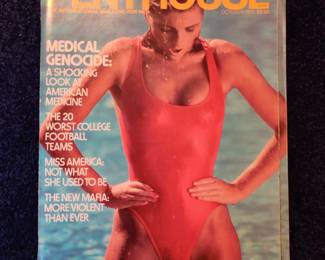 PENTHOUSE
MEDICAL
GENOCIDE:
A SHOCKING
LOOK AT
AMERICAN
MEDICINE
THE 20
WORST COLLEGE
FOOTBALL
TEAMS
MISS AMERICA:
NOT WHAT
SHE USED TO BE
THE NEW MAFIA:
MORE VIOLENT
THAN EVER